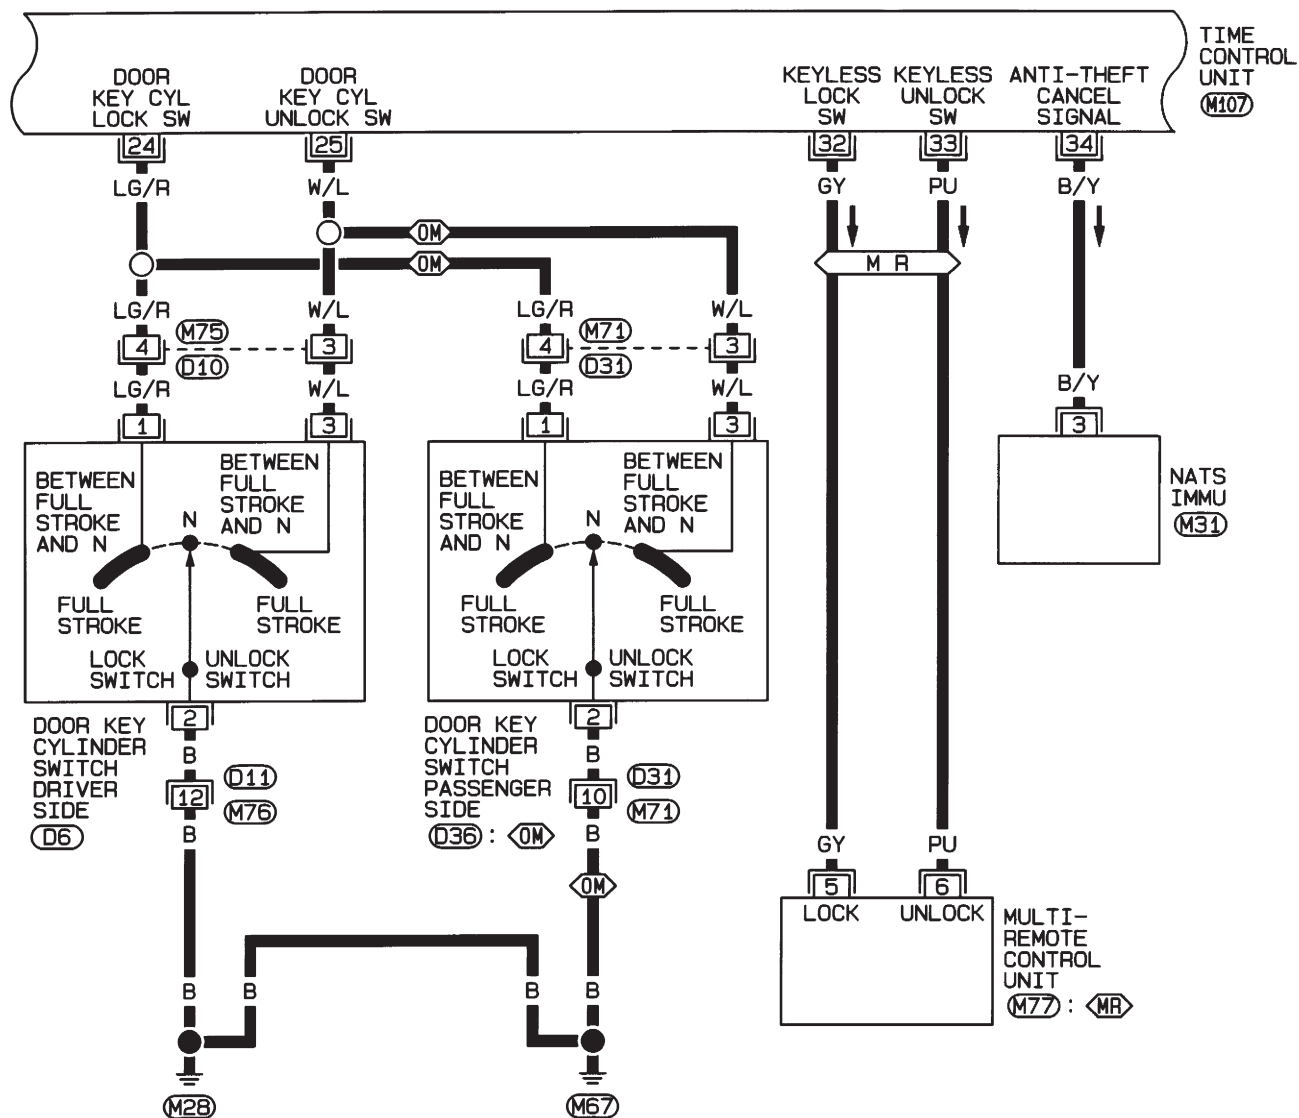 TIME
CONTROL
UNIT
M107
DOOR
KEY CYL
LOCK SW
DOOR
KEY CYL
UNLOCK SW
KEYLESS
LOCK
SW
KEYLESS
UNLOCK
SW
ANTI-THEFT
CANCEL
SIGNAL
24
25
32
33
34
LG/R
W/L
GY
PU
B/Y
OM
OM
M R
LG/R
W/L
LG/R
W/L
4
M75
D10
3
4
M71
D31
3
LG/R
W/L
LG/R
W/L
B/Y
1
3
1
3
3
BETWEEN
FULL
STROKE
AND N
BETWEEN
FULL
STROKE
AND N
N
FULL
STROKE
FULL
STROKE
LOCK
SWITCH
UNLOCK
SWITCH
BETWEEN
FULL
STROKE
AND N
BETWEEN
FULL
STROKE
AND N
N
FULL
STROKE
FULL
STROKE
LOCK
SWITCH
UNLOCK
SWITCH
NATS
IMMU
M31
2
DOOR KEY
CYLINDER
SWITCH
DRIVER
SIDE
D6
B
12
D11
M76
B
2
DOOR KEY
CYLINDER
SWITCH
PASSENGER
SIDE
D36 : OM
B
10
D31
M71
B
OM
GY
PU
5
6
LOCK
UNLOCK
MULTI-
REMOTE
CONTROL
UNIT
M77 : MR
B
B
B
B
M28
M67